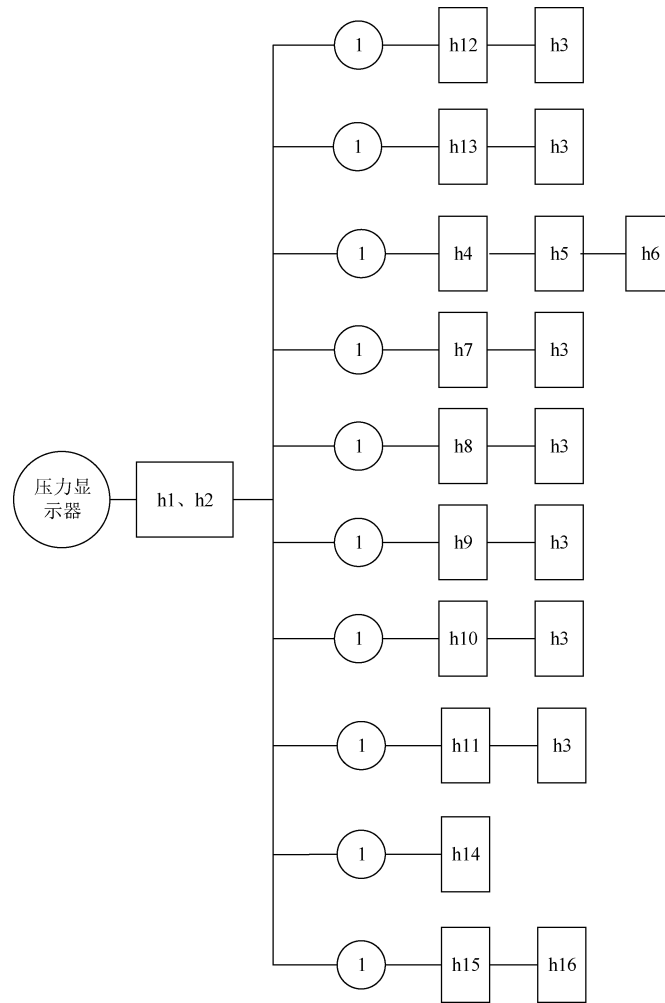 1 h12 h3
1 h13 h3
1 h4 h5 h6
1 h7 h3
1 h8 h3
压力显
示器
h1、h2
1 h9 h3
1 h10 h3
1 h11 h3
1 h14
1 h15 h16